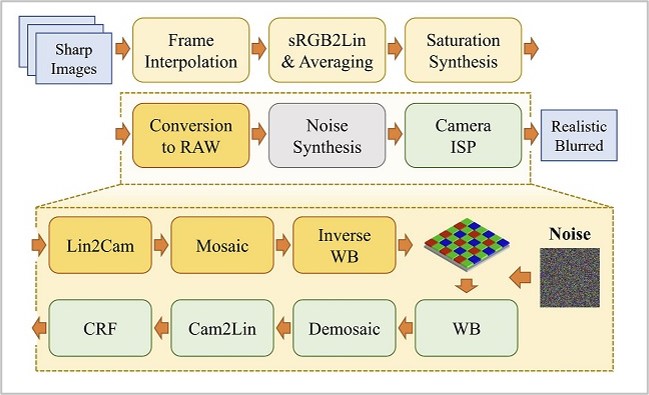 Sharp
Images
Frame
Interpolation
sRGB2Lin
& Averaging
Saturation
Synthesis
Conversion
to RAW
Noise
Synthesis
Camera
ISP
Realistic
Blurred
Lin2Cam
Mosaic
Inverse
WB
Noise
CRF
Cam2Lin
Demosaic
WB